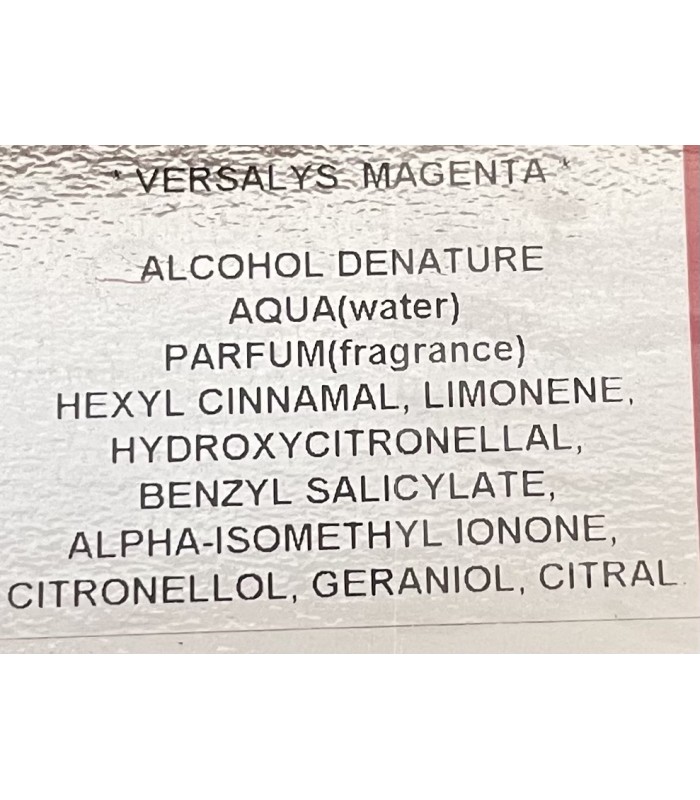 * VERSALYS MAGENTA *
ALCOHOL DENATURE
AQUA(water)
PARFUM(fragrance)
HEXYL CINNAMAL, LIMONENE,
HYDROXYCITRONELLAL,
BENZYL SALICYLATE,
ALPHA-ISOMETHYL IONONE,
CITRONELLOL, GERANIOL, CITRAL